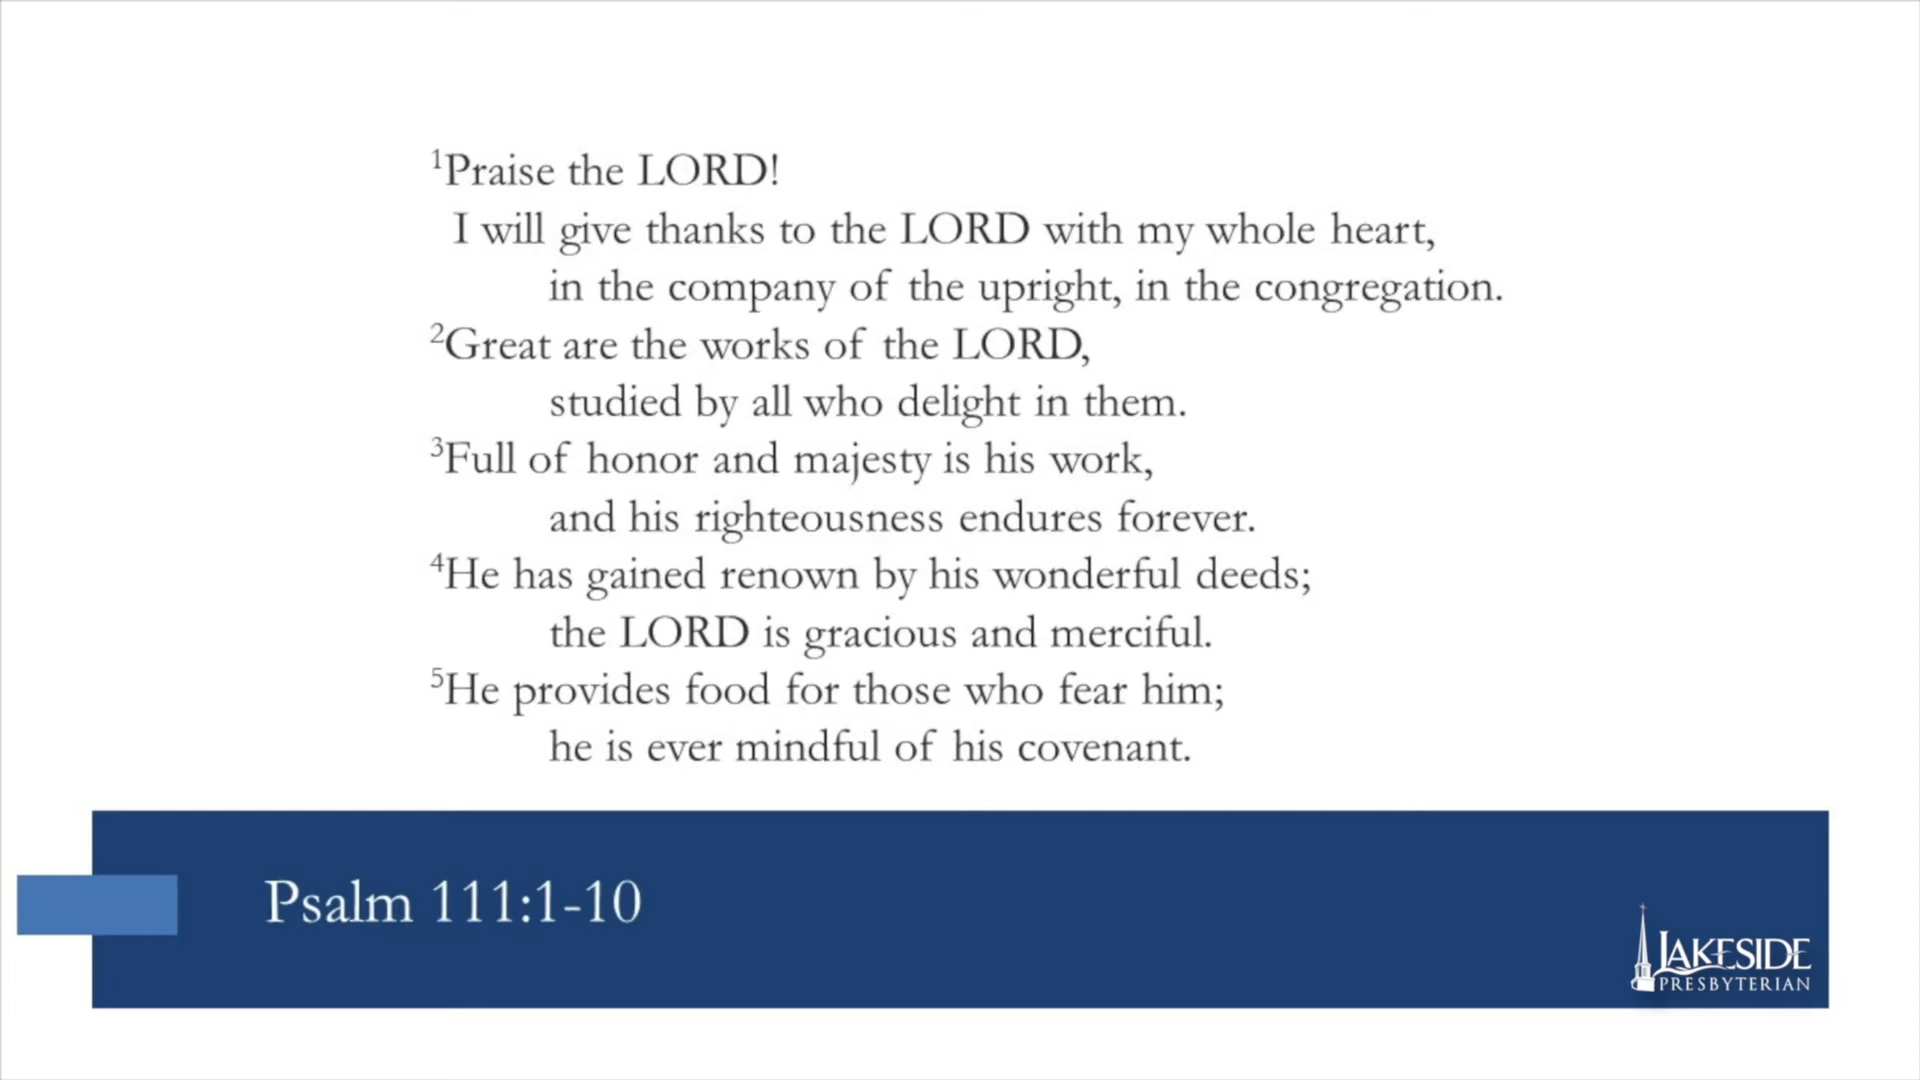 ¹Praise the LORD!
I will give thanks to the LORD with my whole heart,
in the company of the upright, in the congregation.
²Great are the works of the LORD,
studied by all who delight in them.
³Full of honor and majesty is his work,
and his righteousness endures forever.
⁴He has gained renown by his wonderful deeds;
the LORD is gracious and merciful.
⁵He provides food for those who fear him;
he is ever mindful of his covenant.
Psalm 111:1-10
LAKESIDE
PRESBYTERIAN